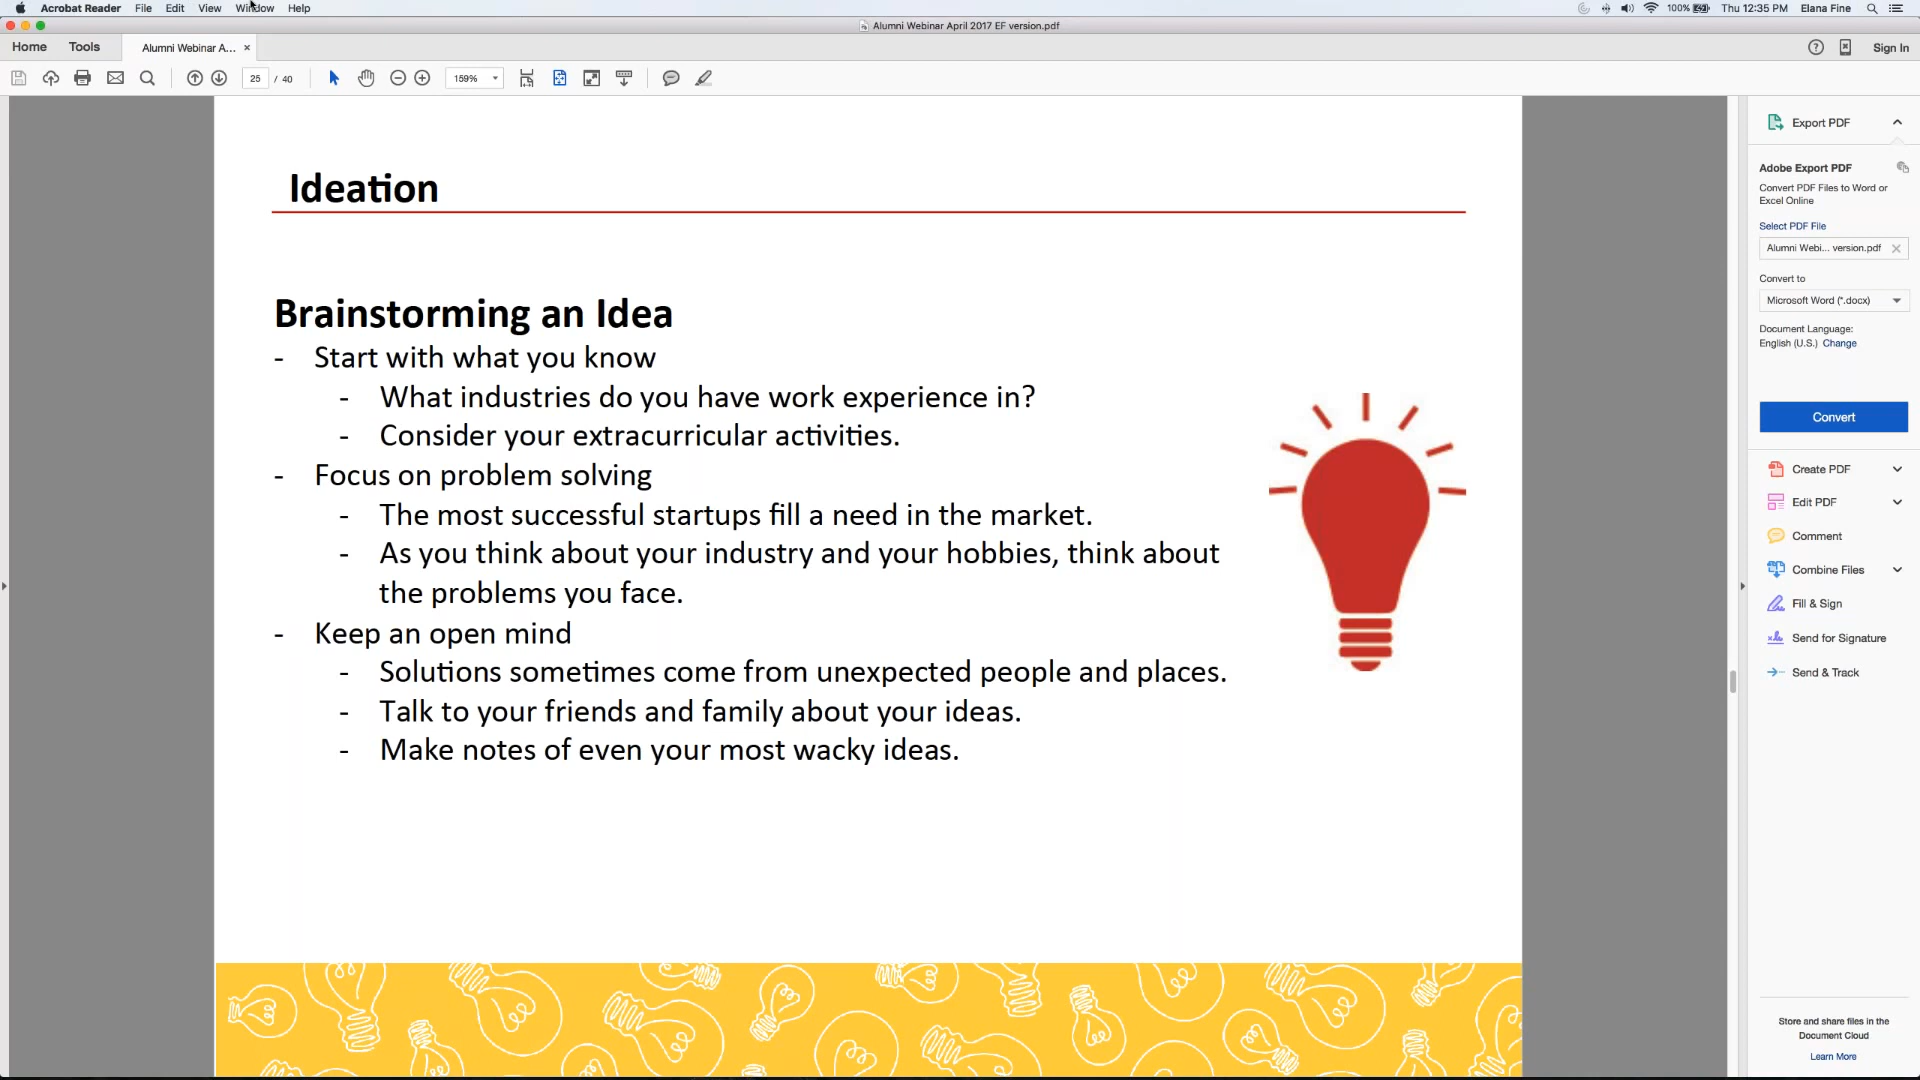 Acrobat Reader File Edit View Window Help 100% Thu 12:35 PM Elana Fine
Alumni Webinar April 2017 EF version.pdf
Home Tools Alumni Webinar A... × Sign In
25 / 40 159%
Ideation
Brainstorming an Idea
- Start with what you know
- What industries do you have work experience in?
- Consider your extracurricular activities.
- Focus on problem solving
- The most successful startups fill a need in the market.
- As you think about your industry and your hobbies, think about
the problems you face.
- Keep an open mind
- Solutions sometimes come from unexpected people and places.
- Talk to your friends and family about your ideas.
- Make notes of even your most wacky ideas.
Export PDF
Adobe Export PDF
Convert PDF Files to Word or
Excel Online
Select PDF File
Alumni Webi... version.pdf
Convert to
Microsoft Word (*.docx)
Document Language:
English (U.S.) Change
Convert
Create PDF
Edit PDF
Comment
Combine Files
Fill & Sign
Send for Signature
Send & Track
Store and share files in the
Document Cloud
Learn More